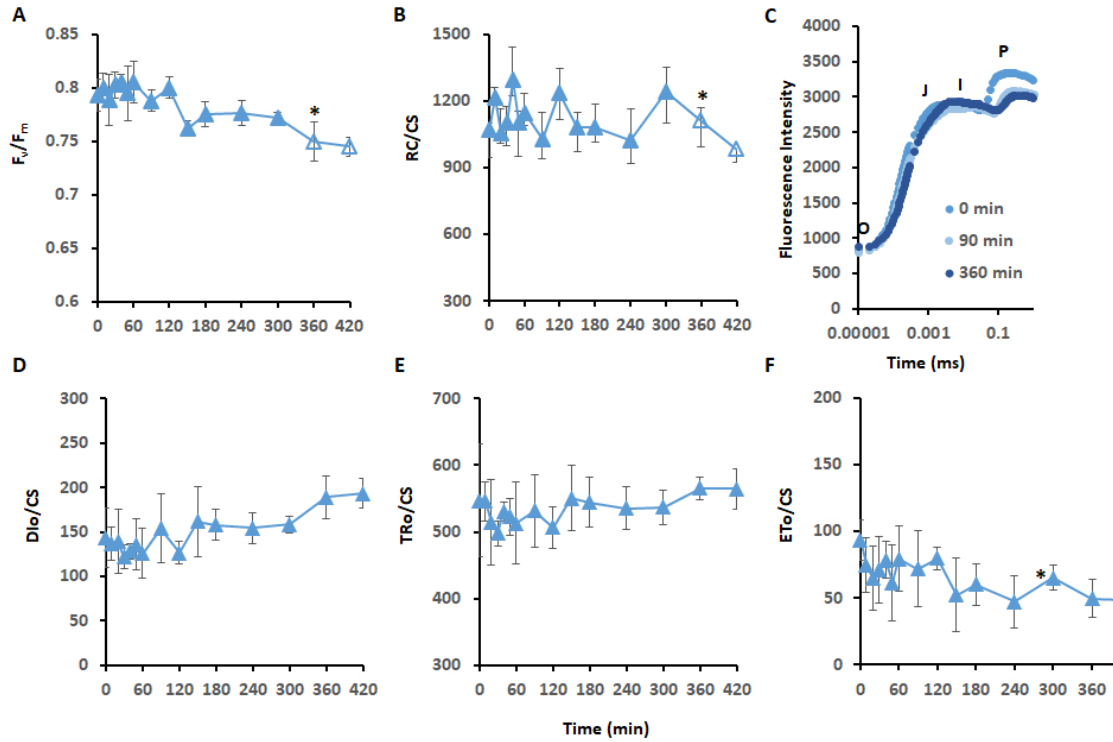 A
0.85
0.8
0.75
0.7
0.65
0.6
Fv/Fm
*
0 60 120 180 240 300 360 420
B
1500
1200
900
600
300
RC/CS
*
0 60 120 180 240 300 360 420
C
4000
3500
3000
2500
2000
1500
1000
500
0
Fluorescence Intensity
O
J
I
P
0 min
90 min
360 min
0.00001 0.001 0.1
Time (ms)
D
300
250
200
150
100
50
0
DIo/CS
0 60 120 180 240 300 360 420
E
700
600
500
400
300
TRo/CS
0 60 120 180 240 300 360 420
Time (min)
F
200
150
100
50
0
ETo/CS
*
0 60 120 180 240 300 360